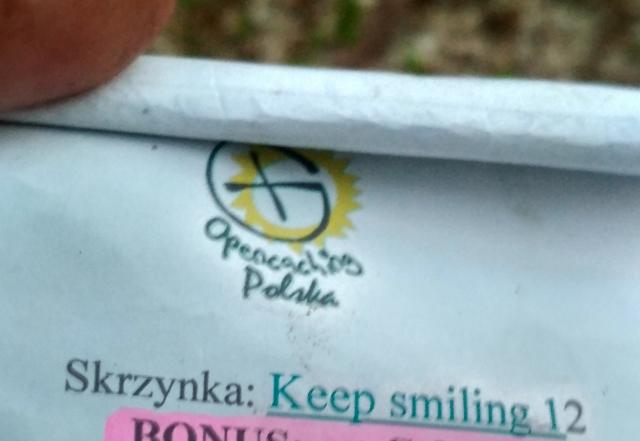 Opencaching
Polska
Skrzynka: Keep smiling 12
BONUS: